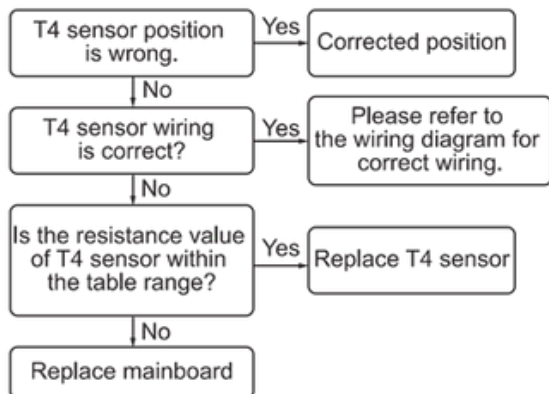 T4 sensor position
is wrong.
Yes
Corrected position
No
T4 sensor wiring
is correct?
Yes
Please refer to
the wiring diagram for
correct wiring.
No
Is the resistance value
of T4 sensor within
the table range?
Yes
Replace T4 sensor
No
Replace mainboard